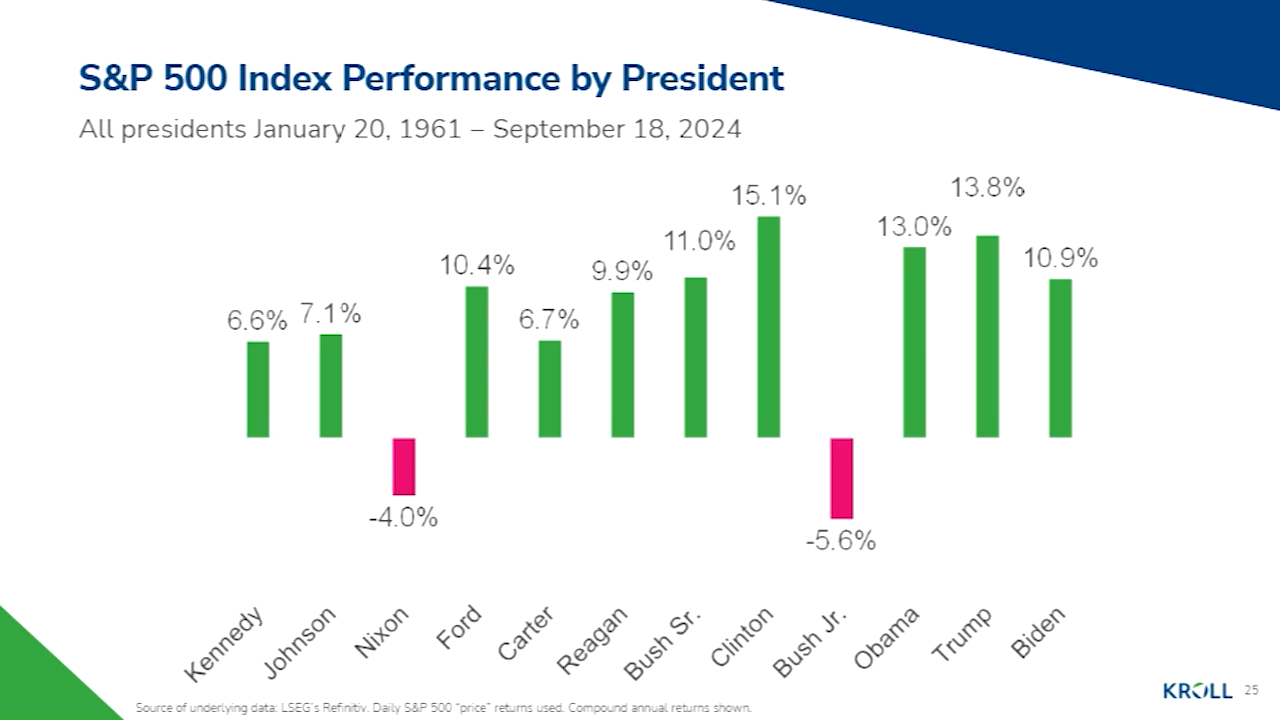 S&P 500 Index Performance by President
All presidents January 20, 1961 – September 18, 2024
6.6%
7.1%
-4.0%
10.4%
6.7%
9.9%
11.0%
15.1%
-5.6%
13.0%
13.8%
10.9%
Kennedy
Johnson
Nixon
Ford
Carter
Reagan
Bush Sr.
Clinton
Bush Jr.
Obama
Trump
Biden
Source of underlying data: LSEG's Refinitiv. Daily S&P 500 "price" returns used. Compound annual returns shown.
KROLL
25